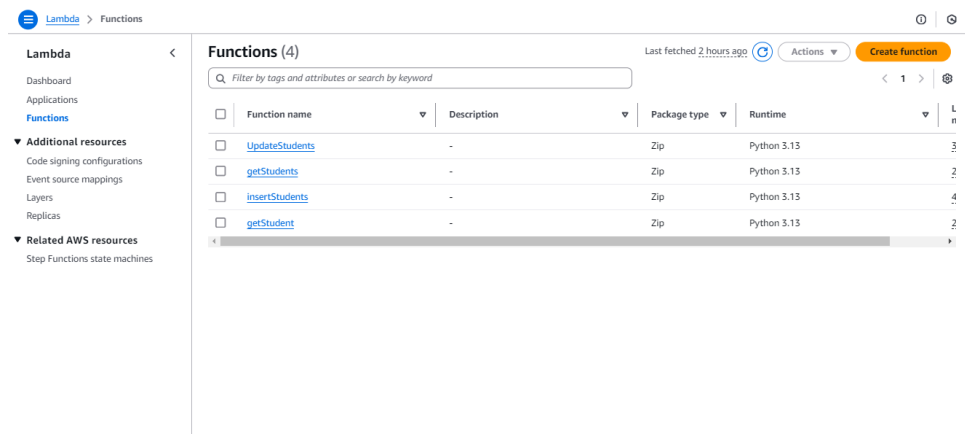 Lambda > Functions
Lambda
Dashboard
Applications
Functions
Additional resources
Code signing configurations
Event source mappings
Layers
Replicas
Related AWS resources
Step Functions state machines
Functions (4)
Last fetched 2 hours ago
Actions
Create function
Filter by tags and attributes or search by keyword
< 1 >
Function name Description Package type Runtime
UpdateStudents - Zip Python 3.13
getStudents - Zip Python 3.13
insertStudents - Zip Python 3.13
getStudent - Zip Python 3.13